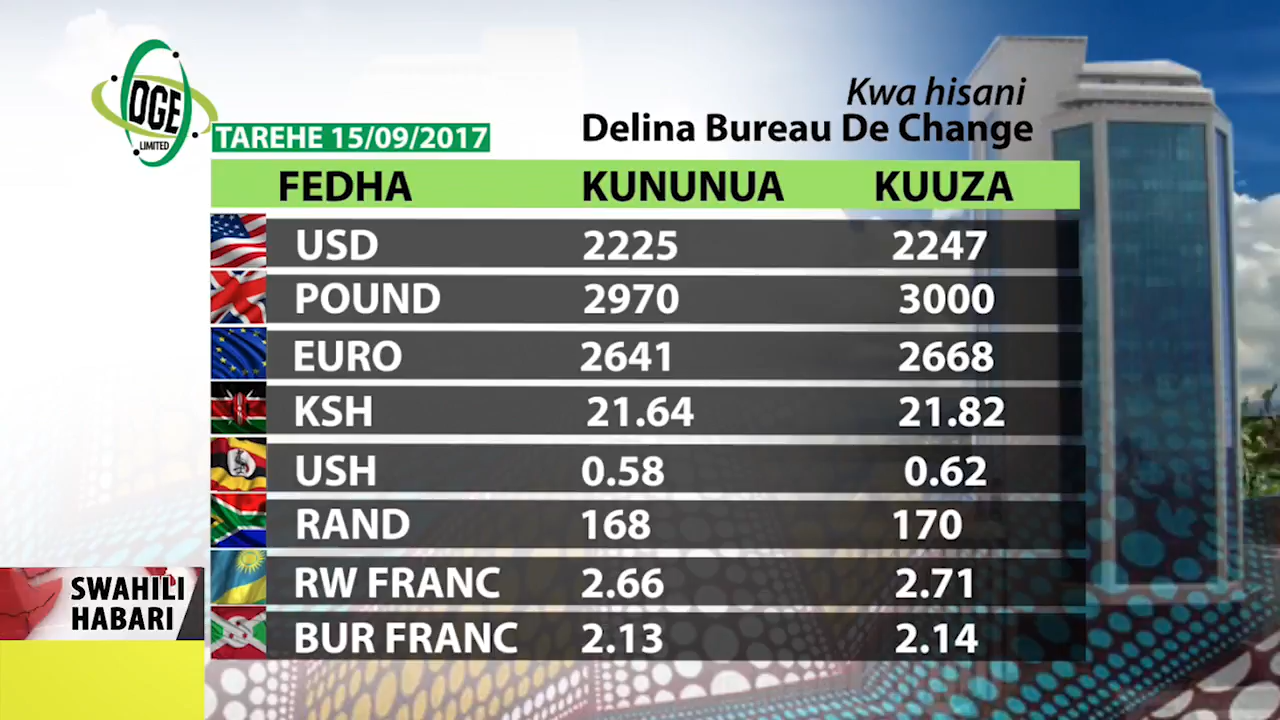 DGE
LIMITED
Kwa hisani
Delina Bureau De Change
TAREHE 15/09/2017
FEDHA KUNUNUA KUUZA
USD 2225 2247
POUND 2970 3000
EURO 2641 2668
KSH 21.64 21.82
USH 0.58 0.62
RAND 168 170
RW FRANC 2.66 2.71
BUR FRANC 2.13 2.14
SWAHILI
HABARI